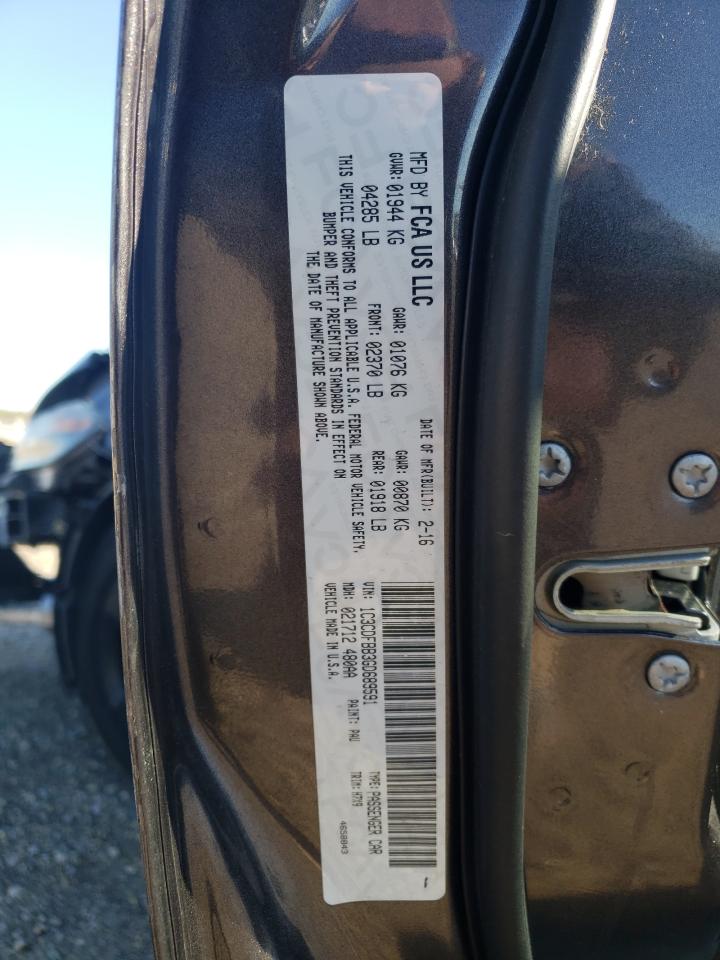 MFD BY FCA US LLC
DATE OF MFR(BUILT): 2-16
GVWR: 01944 KG GAWR: 01076 KG GAWR: 00870 KG
04285 LB FRONT: 02370 LB REAR: 01918 LB
THIS VEHICLE CONFORMS TO ALL APPLICABLE U.S.A. FEDERAL MOTOR VEHICLE SAFETY,
BUMPER AND THEFT PREVENTION STANDARDS IN EFFECT ON
THE DATE OF MANUFACTURE SHOWN ABOVE.
VIN: 1C3CDFBB3GD689591 TYPE: PASSENGER CAR
MDH: 021712 480AA PAINT: PAU TRIM: H7X9
VEHICLE MADE IN U.S.A. 4658843